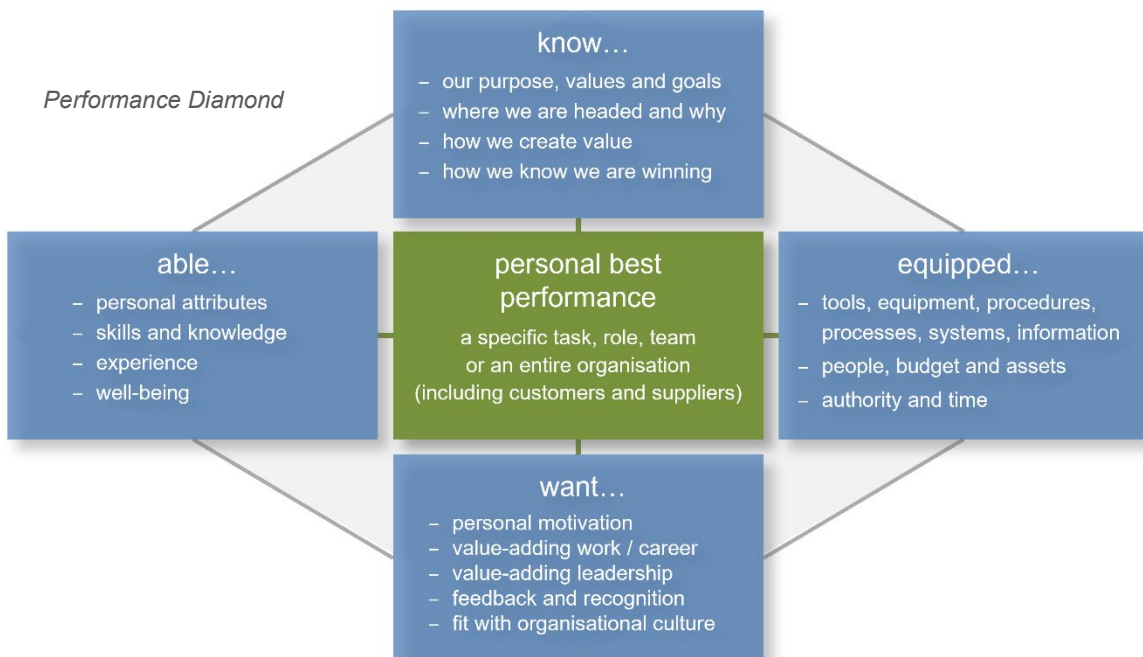 know…
– our purpose, values and goals
– where we are headed and why
– how we create value
– how we know we are winning
Performance Diamond
able…
– personal attributes
– skills and knowledge
– experience
– well-being
personal best
performance
a specific task, role, team
or an entire organisation
(including customers and suppliers)
equipped…
– tools, equipment, procedures,
processes, systems, information
– people, budget and assets
– authority and time
want…
– personal motivation
– value-adding work / career
– value-adding leadership
– feedback and recognition
– fit with organisational culture